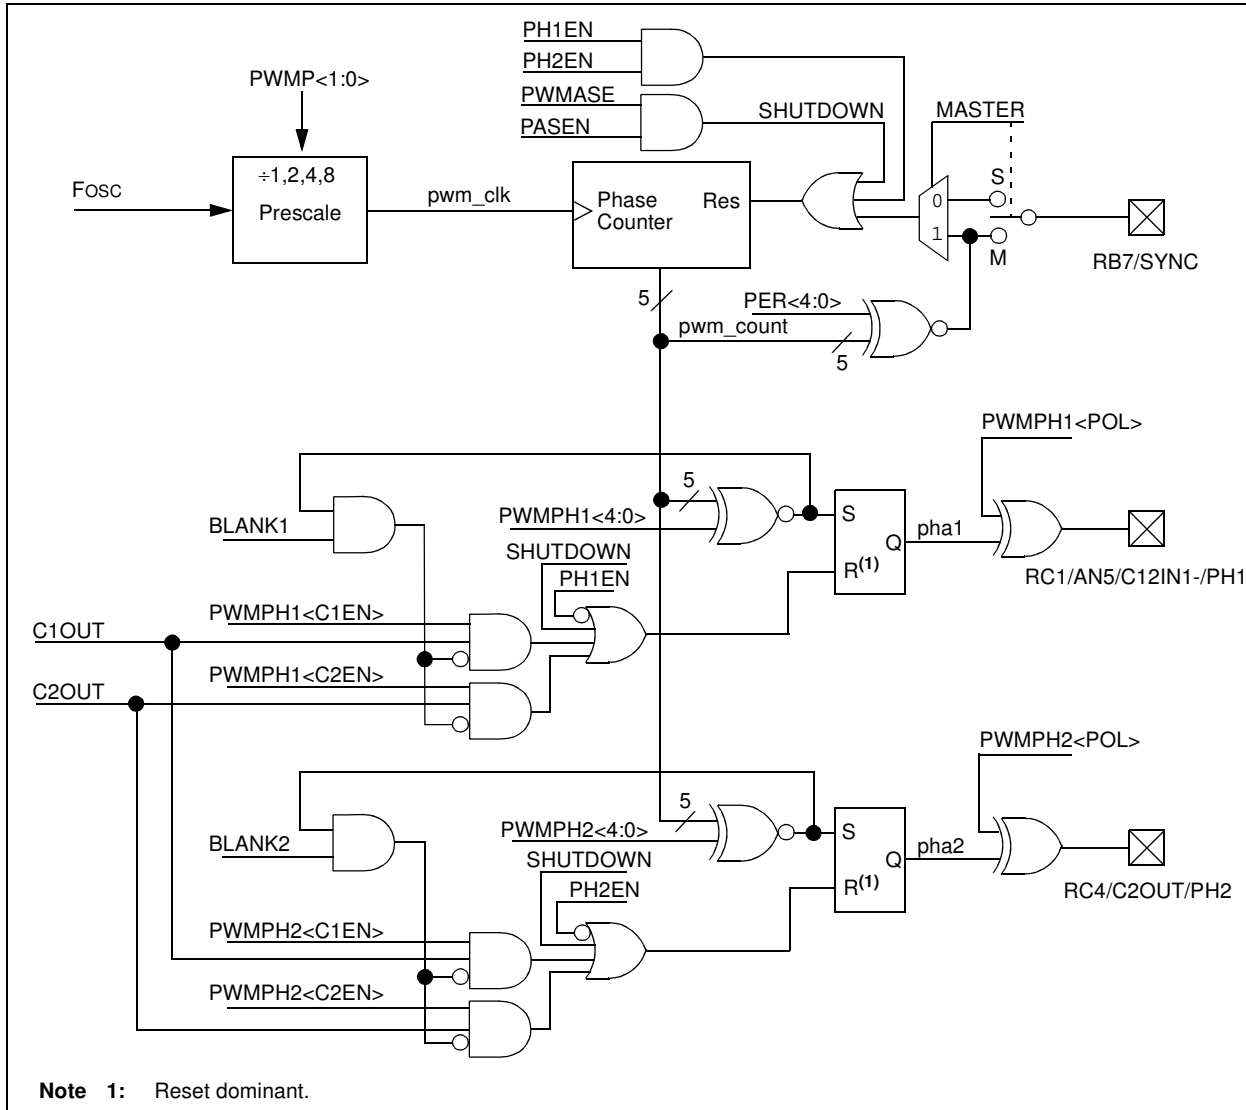 PH1EN
PH2EN
PWMP<1:0>
PWMASE
PASEN
SHUTDOWN
MASTER
÷1,2,4,8
Prescale
FOSC
pwm_clk
Phase
Counter
Res
0
1
S
M
RB7/SYNC
5
PER<4:0>
pwm_count
5
PWMPH1<POL>
5
BLANK1
PWMPH1<4:0>
S
Q
R(1)
pha1
SHUTDOWN
PH1EN
RC1/AN5/C12IN1-/PH1
PWMPH1<C1EN>
C1OUT
PWMPH1<C2EN>
C2OUT
PWMPH2<POL>
5
BLANK2
PWMPH2<4:0>
S
Q
R(1)
pha2
SHUTDOWN
PH2EN
RC4/C2OUT/PH2
PWMPH2<C1EN>
PWMPH2<C2EN>
Note 1: Reset dominant.